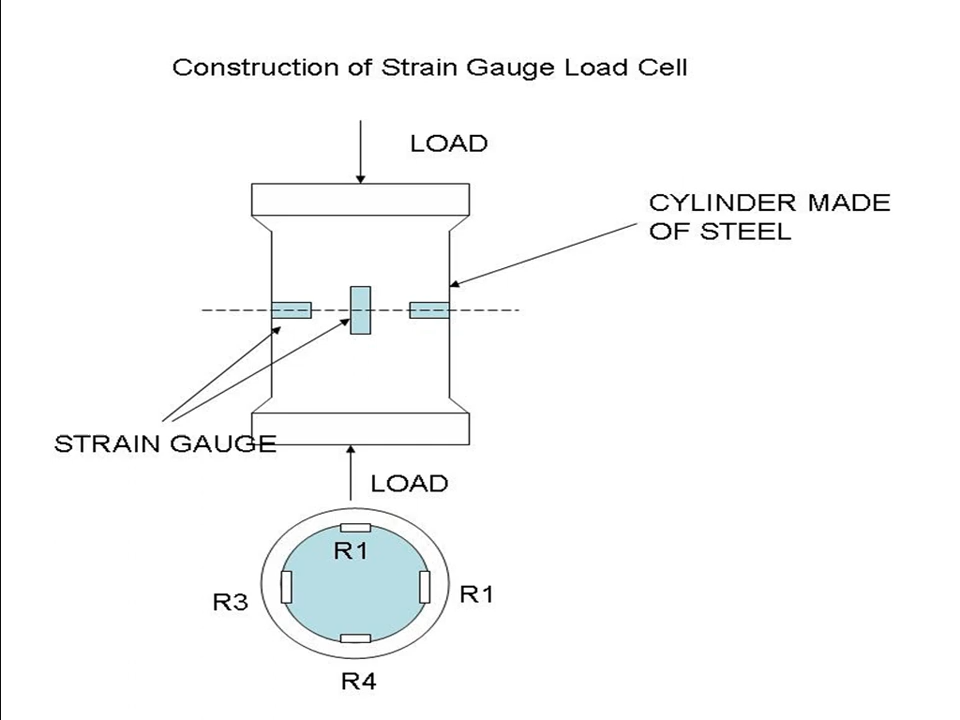 Construction of Strain Gauge Load Cell
LOAD
CYLINDER MADE
OF STEEL
STRAIN GAUGE
LOAD
R1
R3
R1
R4